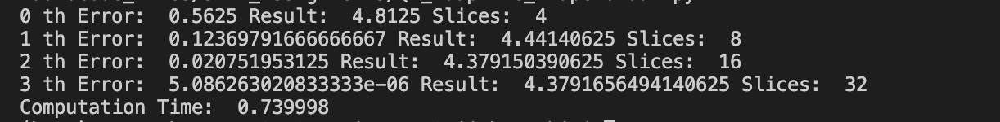 0 th Error:  0.5625 Result:  4.8125 Slices:  4
1 th Error:  0.12369791666666667 Result:  4.44140625 Slices:  8
2 th Error:  0.020751953125 Result:  4.379150390625 Slices:  16
3 th Error:  5.086263020833333e-06 Result:  4.3791656494140625 Slices:  32
Computation Time:  0.739998